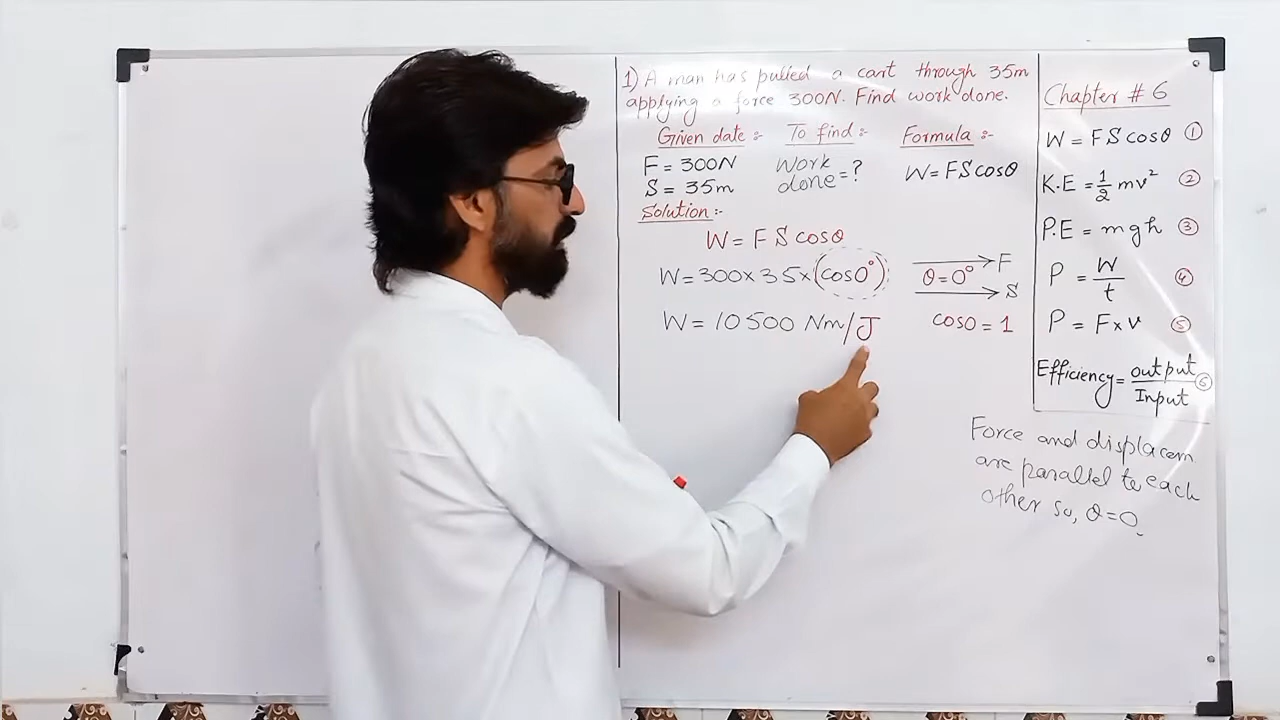 1) A man has pulled a cart through 35m
applying a force 300N. Find work done.
Given date :-
F = 300N
S = 35m
To find :-
Work
done = ?
Formula :-
W = FS cosθ
Solution :-
W = F S cosθ
W = 300 x 35 x (cos0°)
W = 10500 Nm/J
F
θ = 0°
S
cos0 = 1
Chapter # 6
W = FS cosθ ①
K.E = 1/2 mv² ②
P.E = mgh ③
P = W/t ④
P = F x v ⑤
Efficiency = output/Input ⑥
Force and displacem
are parallel to each
other so, θ = 0